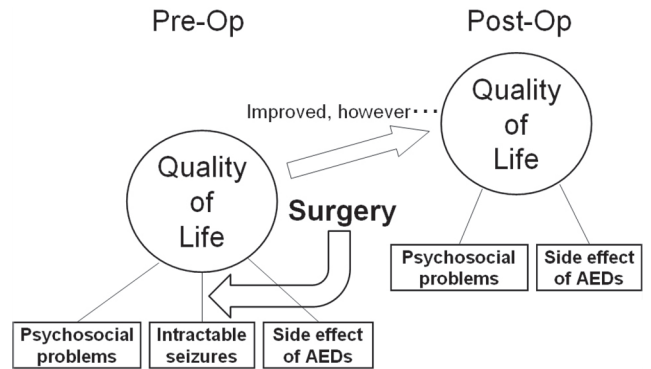 Pre-Op
Post-Op
Improved, however···
Quality
of
Life
Quality
of
Life
Surgery
Psychosocial
problems
Side effect
of AEDs
Psychosocial
problems
Intractable
seizures
Side effect
of AEDs